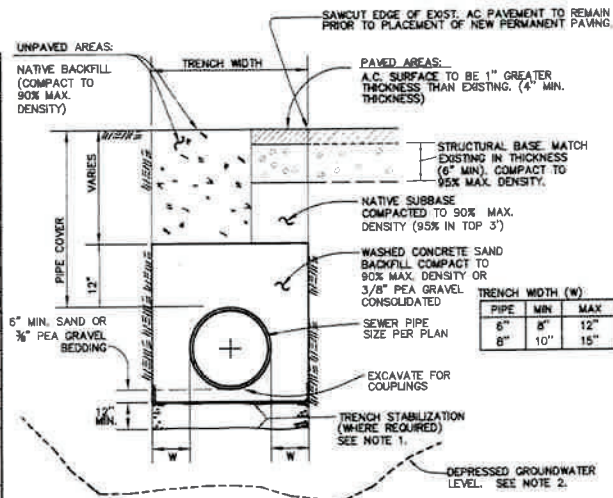 SAWCUT EDGE OF EXIST. AC PAVEMENT TO REMAIN
PRIOR TO PLACEMENT OF NEW PERMANENT PAVING.
UNPAVED AREAS:
NATIVE BACKFILL
(COMPACT TO
90% MAX.
DENSITY)
TRENCH WIDTH
PAVED AREAS:
A.C. SURFACE TO BE 1" GREATER
THICKNESS THAN EXISTING. (4" MIN.
THICKNESS)
STRUCTURAL BASE. MATCH
EXISTING IN THICKNESS
(6" MIN). COMPACT TO
95% MAX. DENSITY.
VARIES
PIPE COVER
12"
NATIVE SUBBASE
COMPACTED TO 90% MAX.
DENSITY (95% IN TOP 3')
WASHED CONCRETE SAND
BACKFILL COMPACT TO
90% MAX. DENSITY OR
3/8" PEA GRAVEL
CONSOLIDATED
TRENCH WIDTH (W)
PIPE MIN MAX
6" 8" 12"
8" 10" 15"
6" MIN. SAND OR
3/8" PEA GRAVEL
BEDDING
SEWER PIPE
SIZE PER PLAN
EXCAVATE FOR
COUPLINGS
12"
MIN.
TRENCH STABILIZATION
(WHERE REQUIRED)
SEE NOTE 1.
W W
DEPRESSED GROUNDWATER
LEVEL. SEE NOTE 2.